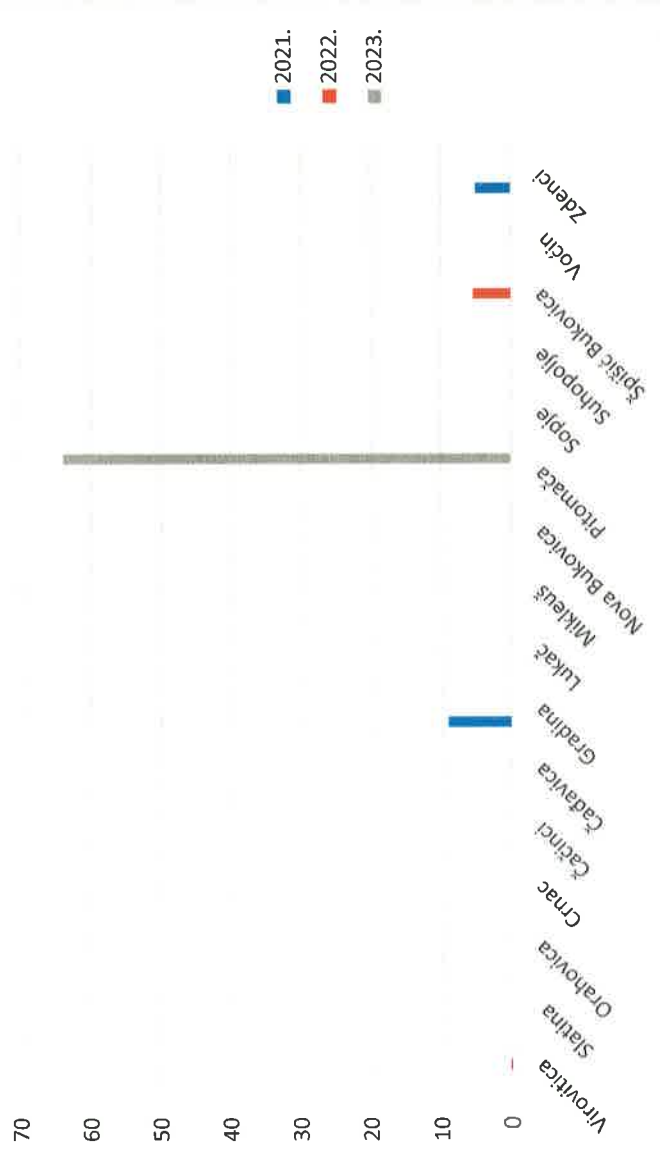 70
60
50
40
30
20
10
0
Virovitica
Slatina
Orahovica
Crnac
Čačinci
Čađavica
Gradina
Lukač
Mikleuš
Nova Bukovica
Pitomača
Sopje
Suhopolje
Špišić Bukovica
Voćin
Zdenci
2021.
2022.
2023.